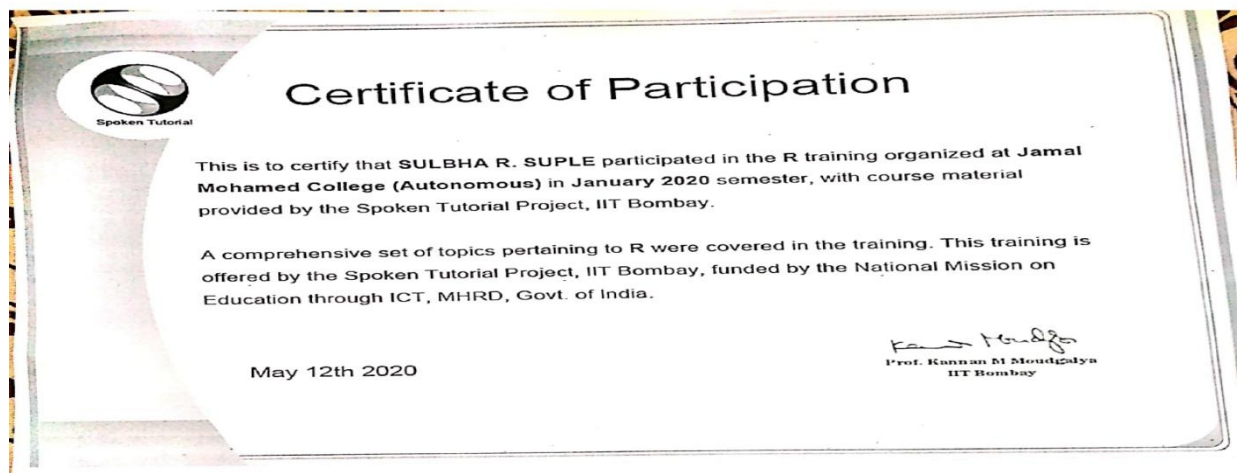 Spoken Tutorial
Certificate of Participation
This is to certify that SULBHA R. SUPLE participated in the R training organized at Jamal
Mohamed College (Autonomous) in January 2020 semester, with course material
provided by the Spoken Tutorial Project, IIT Bombay.
A comprehensive set of topics pertaining to R were covered in the training. This training is
offered by the Spoken Tutorial Project, IIT Bombay, funded by the National Mission on
Education through ICT, MHRD, Govt. of India.
May 12th 2020
Prof. Kannan M Moudgalya
IIT Bombay